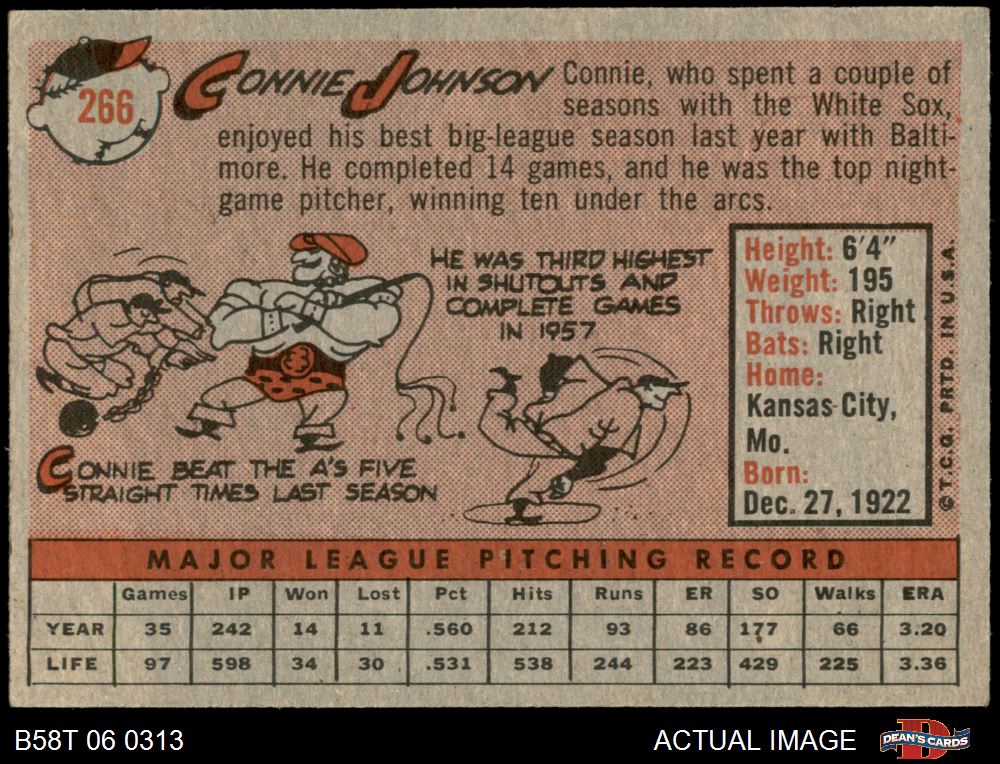 266
CONNIE JOHNSON
Connie, who spent a couple of
seasons with the White Sox,
enjoyed his best big-league season last year with Balti-
more. He completed 14 games, and he was the top night-
game pitcher, winning ten under the arcs.
HE WAS THIRD HIGHEST
IN SHUTOUTS AND
COMPLETE GAMES
IN 1957
CONNIE BEAT THE A'S FIVE
STRAIGHT TIMES LAST SEASON
Height: 6'4"
Weight: 195
Throws: Right
Bats: Right
Home:
Kansas City,
Mo.
Born:
Dec. 27, 1922
© T.C.G. PRTD. IN U.S.A.
MAJOR LEAGUE PITCHING RECORD
Games IP Won Lost Pct Hits Runs ER SO Walks ERA
YEAR 35 242 14 11 .560 212 93 86 177 66 3.20
LIFE 97 598 34 30 .531 538 244 223 429 225 3.36
B58T 06 0313
ACTUAL IMAGE
D
DEAN'S CARDS